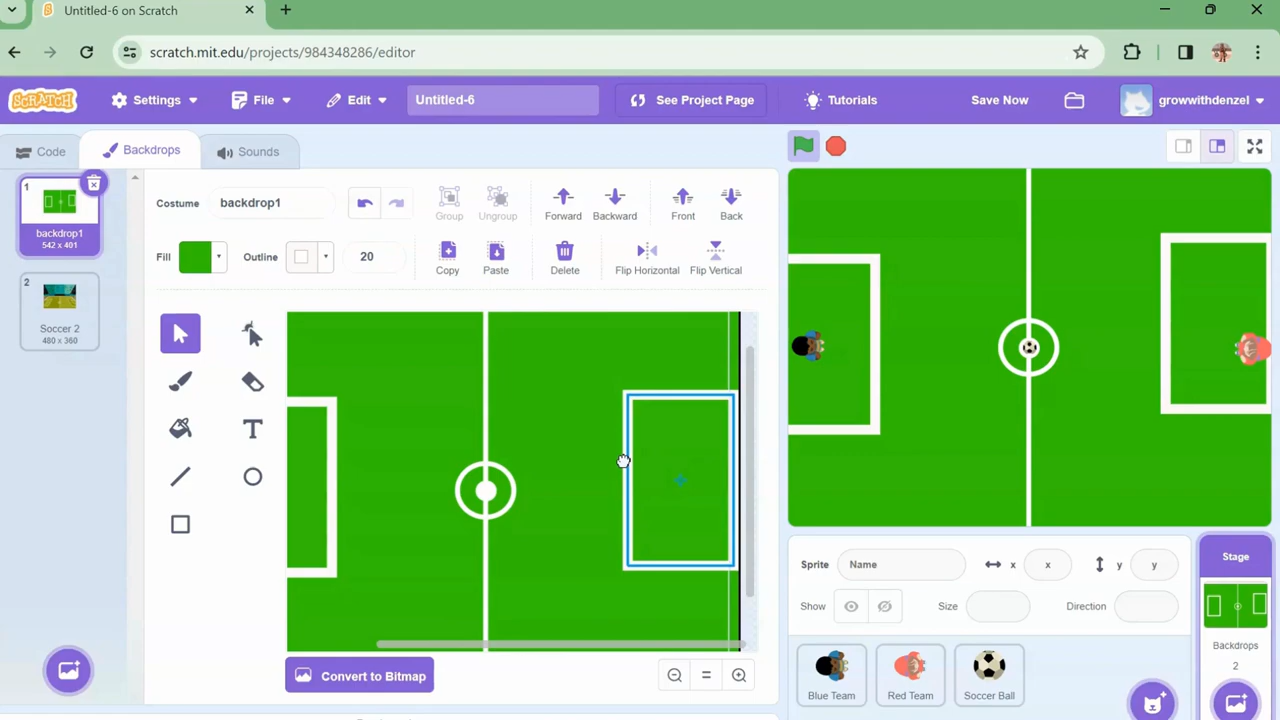 Untitled-6 on Scratch
scratch.mit.edu/projects/984348286/editor
SCRATCH
Settings
File
Edit
Untitled-6
See Project Page
Tutorials
Save Now
growwithdenzel
Code
Backdrops
Sounds
1
backdrop1
542 x 401
2
Soccer 2
480 x 360
Costume
backdrop1
Group
Ungroup
Forward
Backward
Front
Back
Fill
Outline
20
Copy
Paste
Delete
Flip Horizontal
Flip Vertical
Convert to Bitmap
Sprite
Name
x
x
y
y
Show
Size
Direction
Blue Team
Red Team
Soccer Ball
Stage
Backdrops
2